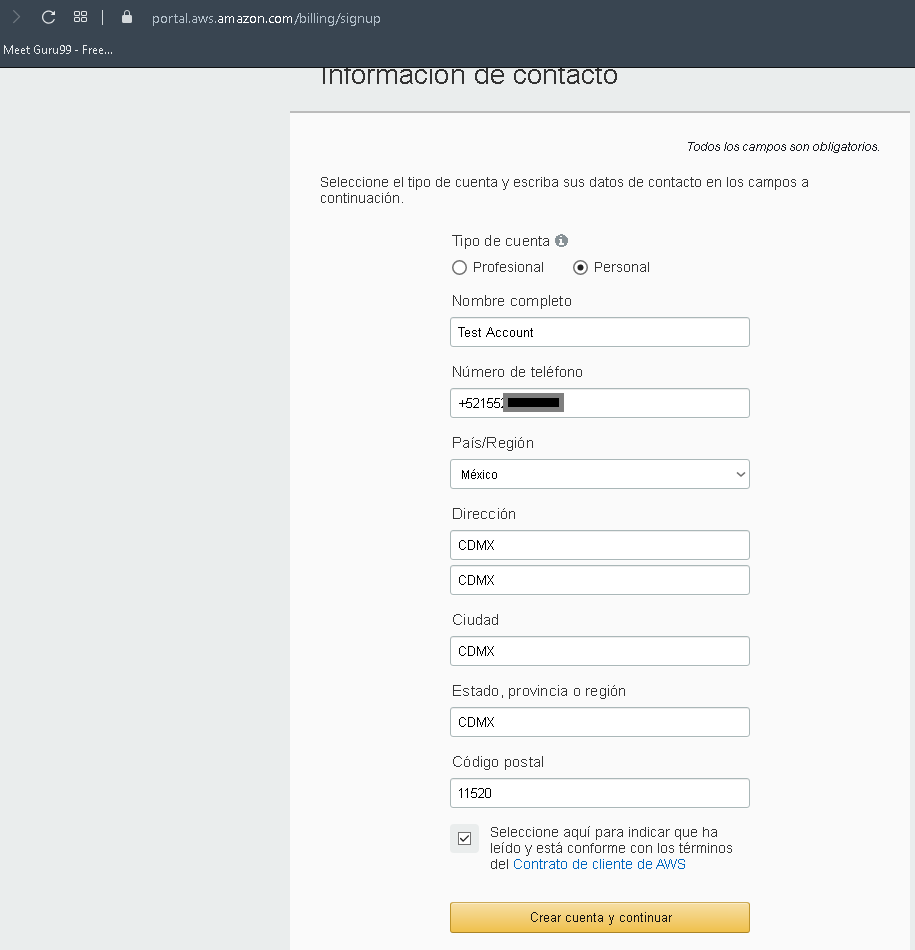 portal.aws.amazon.com/billing/signup
Meet Guru99 - Free...
Información de contacto
Todos los campos son obligatorios.
Seleccione el tipo de cuenta y escriba sus datos de contacto en los campos a
continuación.
Tipo de cuenta
Profesional Personal
Nombre completo
Test Account
Número de teléfono
+52155
País/Región
México
Dirección
CDMX
CDMX
Ciudad
CDMX
Estado, provincia o región
CDMX
Código postal
11520
Seleccione aquí para indicar que ha
leído y está conforme con los términos
del Contrato de cliente de AWS
Crear cuenta y continuar